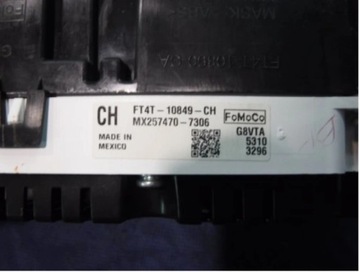 CH
FT4T-10849-CH
MX257470-7306
FoMoCo
MADE IN
MEXICO
G8VTA
5310
3296